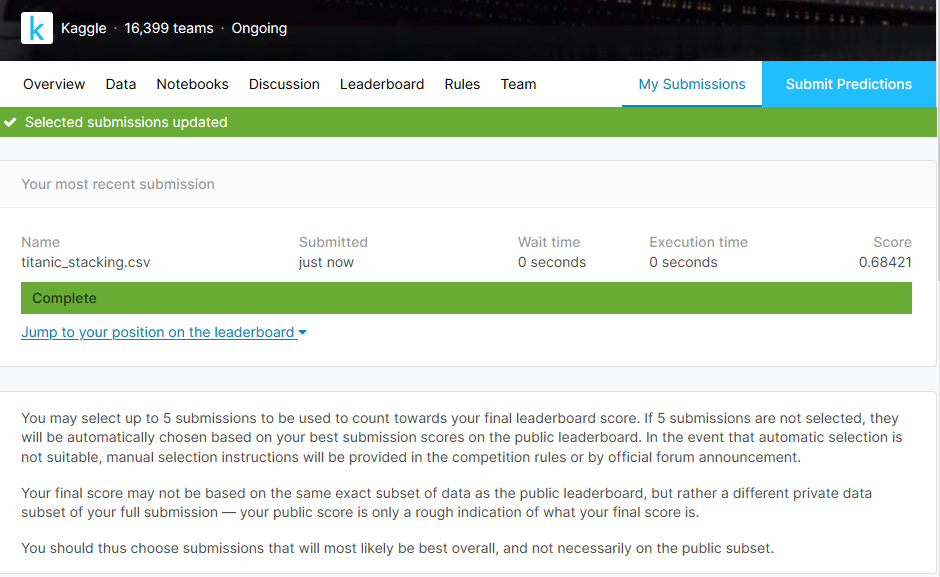 k Kaggle · 16,399 teams · Ongoing
Overview Data Notebooks Discussion Leaderboard Rules Team My Submissions Submit Predictions
Selected submissions updated
Your most recent submission
Name Submitted Wait time Execution time Score
titanic_stacking.csv just now 0 seconds 0 seconds 0.68421
Complete
Jump to your position on the leaderboard
You may select up to 5 submissions to be used to count towards your final leaderboard score. If 5 submissions are not selected, they
will be automatically chosen based on your best submission scores on the public leaderboard. In the event that automatic selection is
not suitable, manual selection instructions will be provided in the competition rules or by official forum announcement.
Your final score may not be based on the same exact subset of data as the public leaderboard, but rather a different private data
subset of your full submission — your public score is only a rough indication of what your final score is.
You should thus choose submissions that will most likely be best overall, and not necessarily on the public subset.